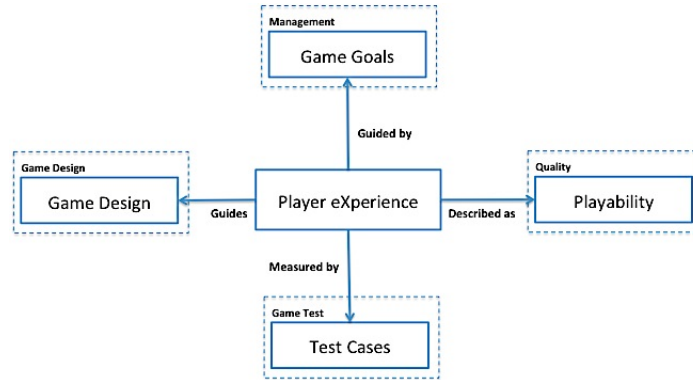 Management
Game Goals
Guided by
Game Design
Game Design
Guides
Player eXperience
Described as
Quality
Playability
Measured by
Game Test
Test Cases